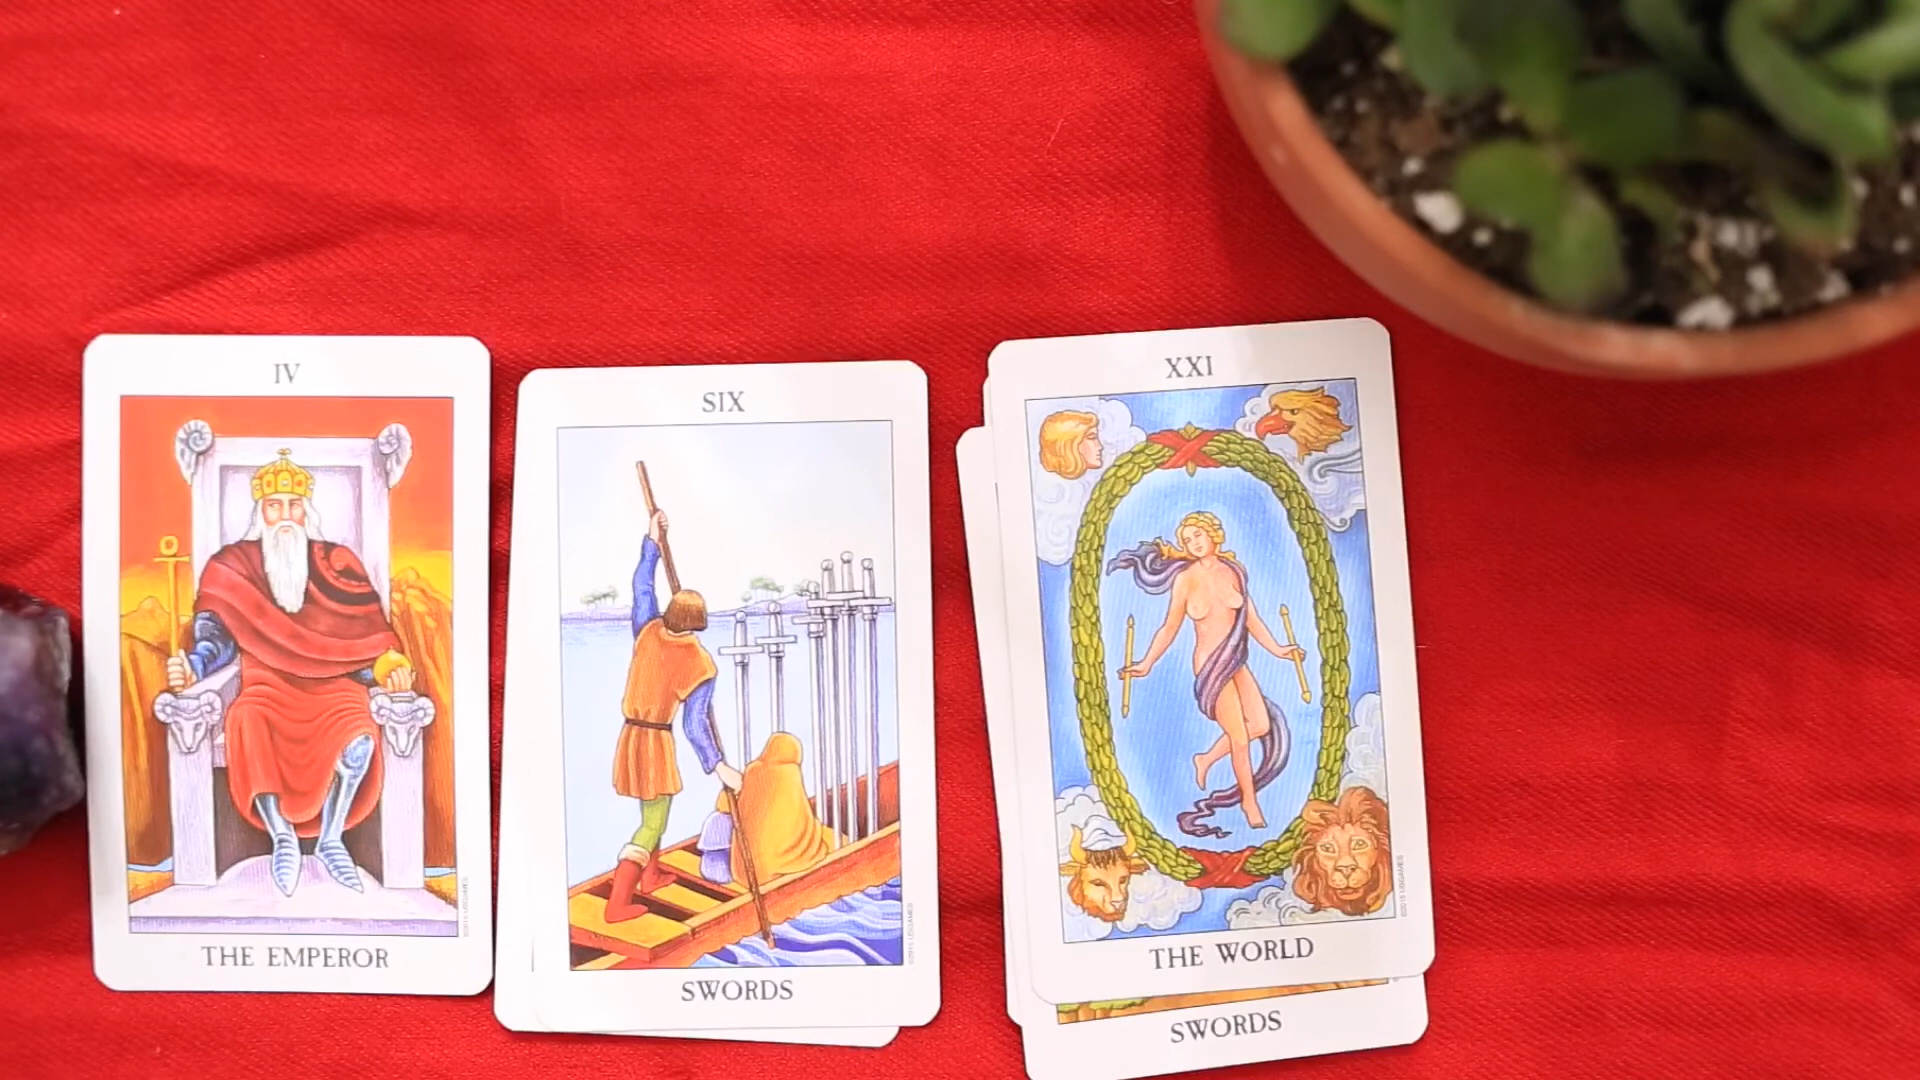 IV
THE EMPEROR
SIX
SWORDS
XXI
THE WORLD
SWORDS